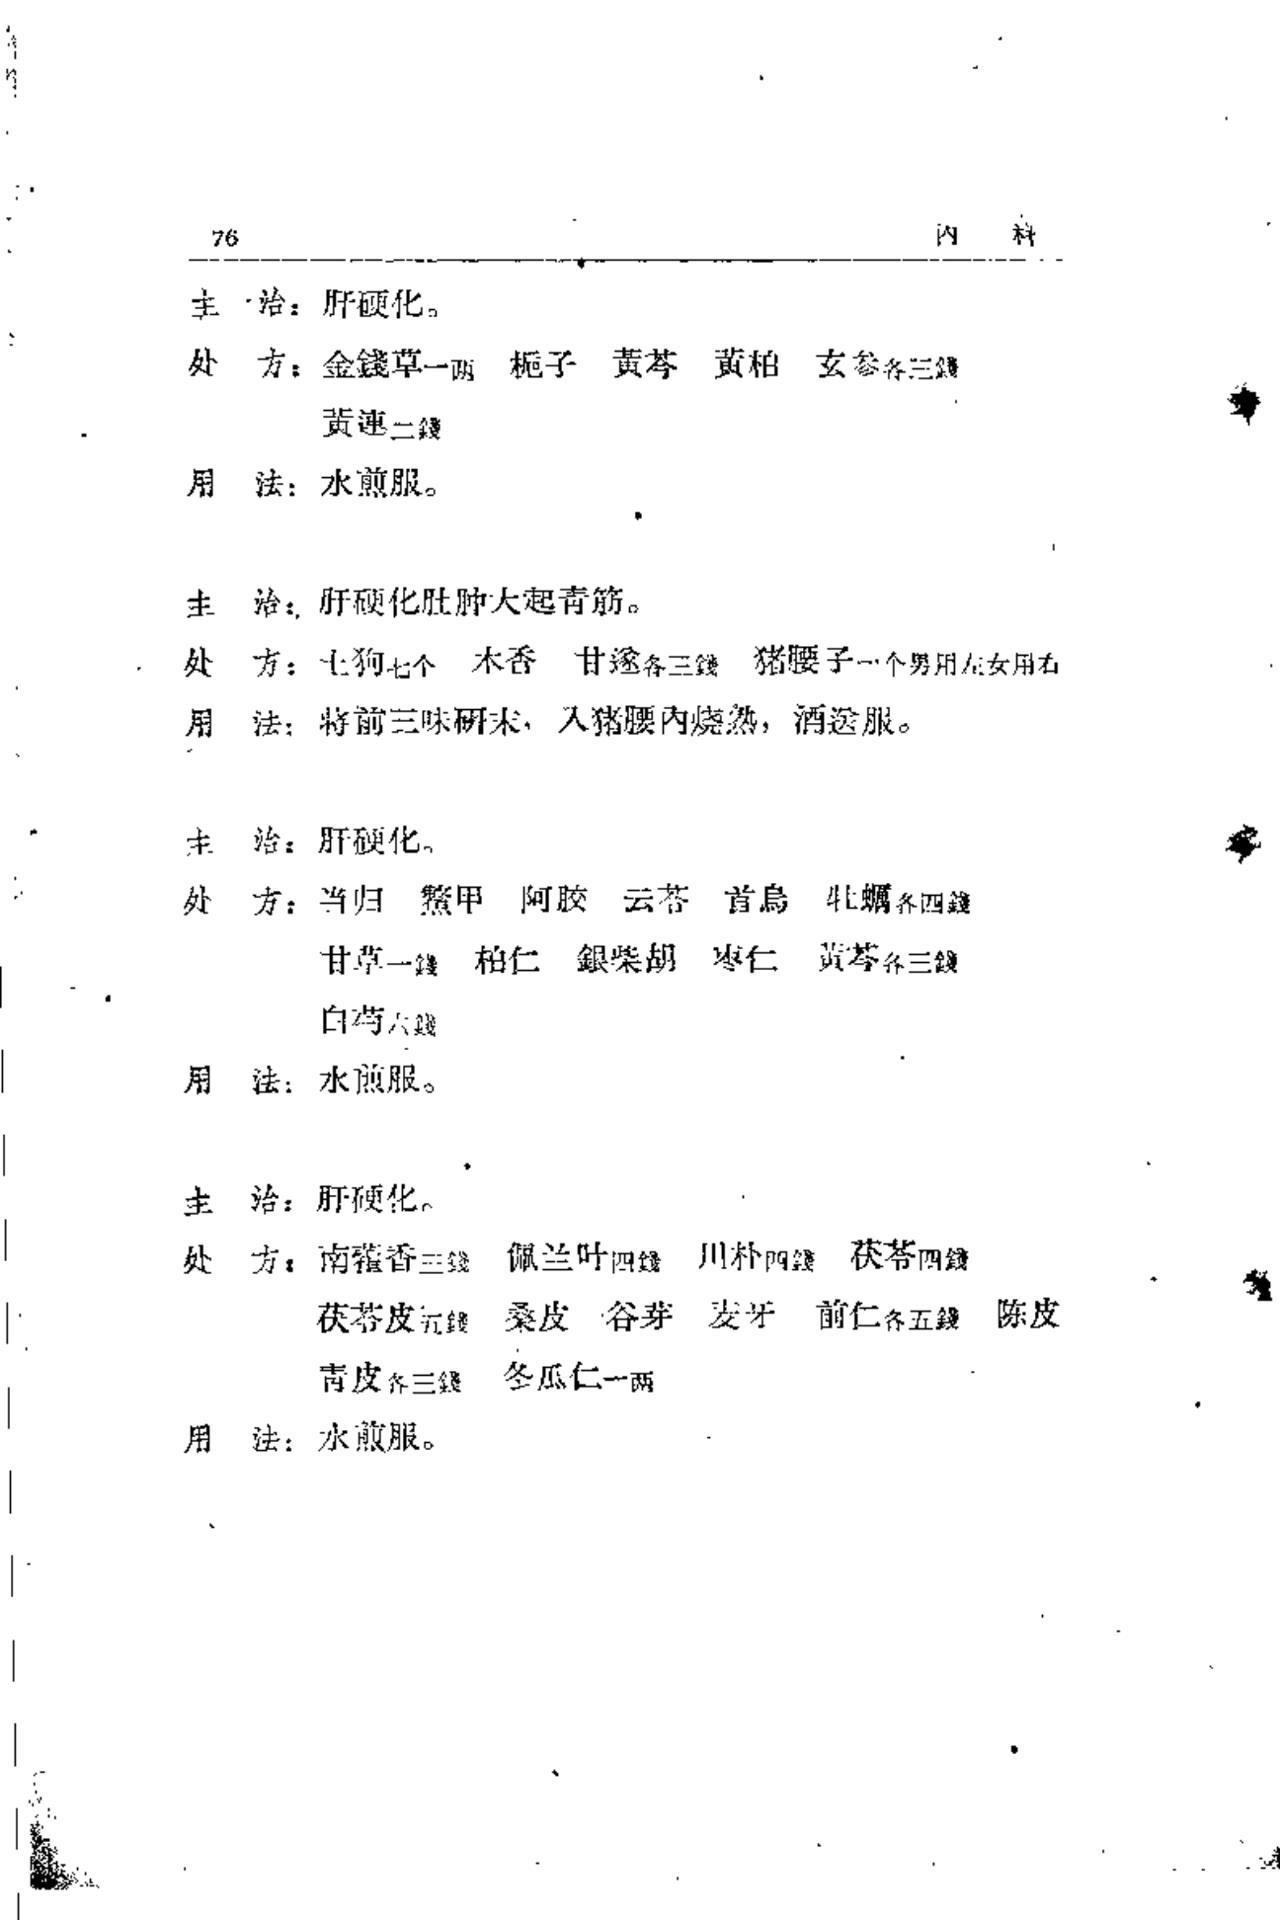 76 内 科
主 治：肝硬化。
处 方：金錢草一两 栀子 黃芩 黃柏 玄参各三錢
黃連二錢
用 法：水煎服。
主 治：肝硬化肚肿大起青筋。
处 方：土狗七个 木香 甘遂各三錢 猪腰子一个男用左女用右
用 法：将前三味研末，入猪腰內烧熟，酒送服。
主 治：肝硬化。
处 方：当归 鱉甲 阿胶 云苓 首烏 牡蠣各四錢
甘草一錢 柏仁 銀柴胡 枣仁 黃芩各三錢
白芍六錢
用 法：水煎服。
主 治：肝硬化。
处 方：南藿香三錢 佩兰叶四錢 川朴四錢 茯苓四錢
茯苓皮五錢 桑皮 谷芽 麦牙 前仁各五錢 陈皮
靑皮各三錢 冬瓜仁一两
用 法：水煎服。